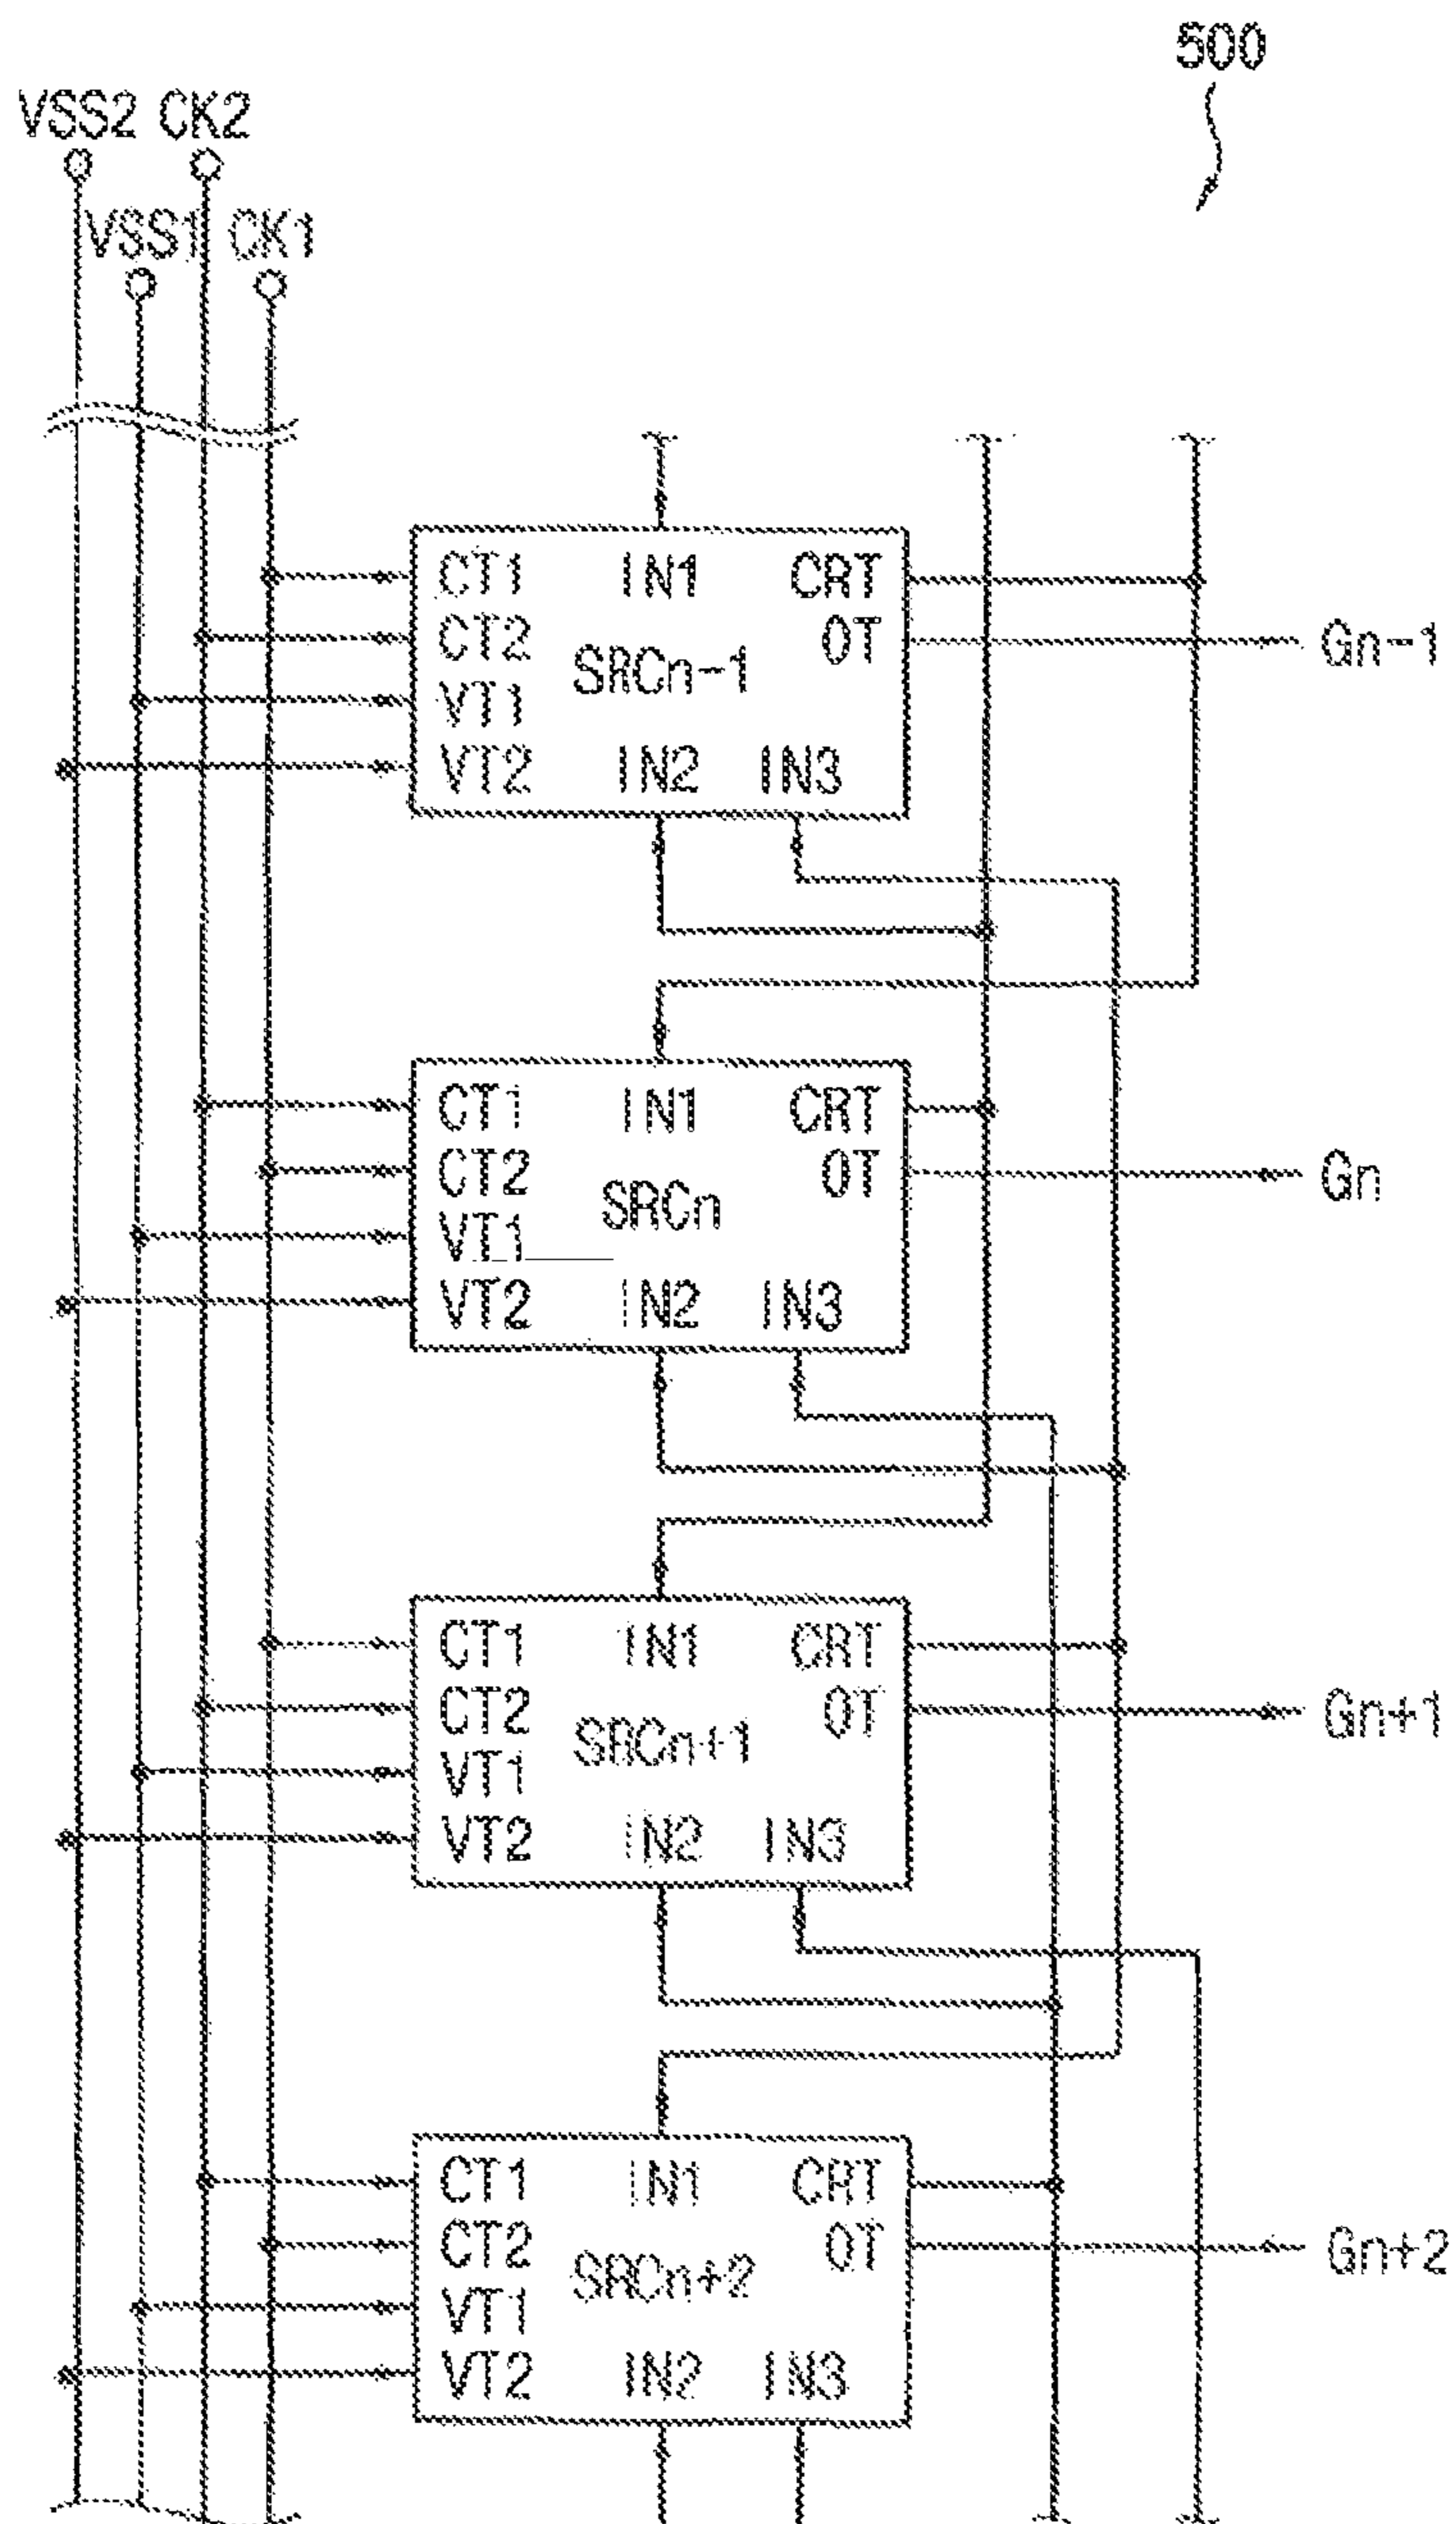 500
VSS2 CK2
VSS1 CK1
CT1 IN1 CRT
CT2 OT
SRCn-1 Gn-1
VT1
VT2 IN2 IN3
CT1 IN1 CRT
CT2 OT
SRCn Gn
VT1
VT2 IN2 IN3
CT1 IN1 CRT
CT2 OT
SRCn+1 Gn+1
VT1
VT2 IN2 IN3
CT1 IN1 CRT
CT2 OT
SRCn+2 Gn+2
VT1
VT2 IN2 IN3